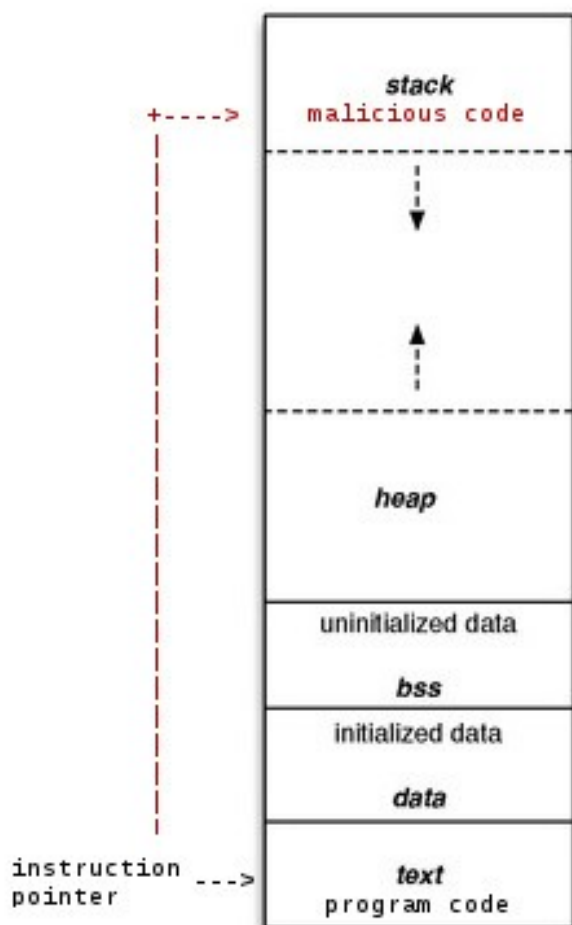 stack
+----> malicious code
heap
uninitialized data
bss
initialized data
data
instruction
pointer ---> text
program code